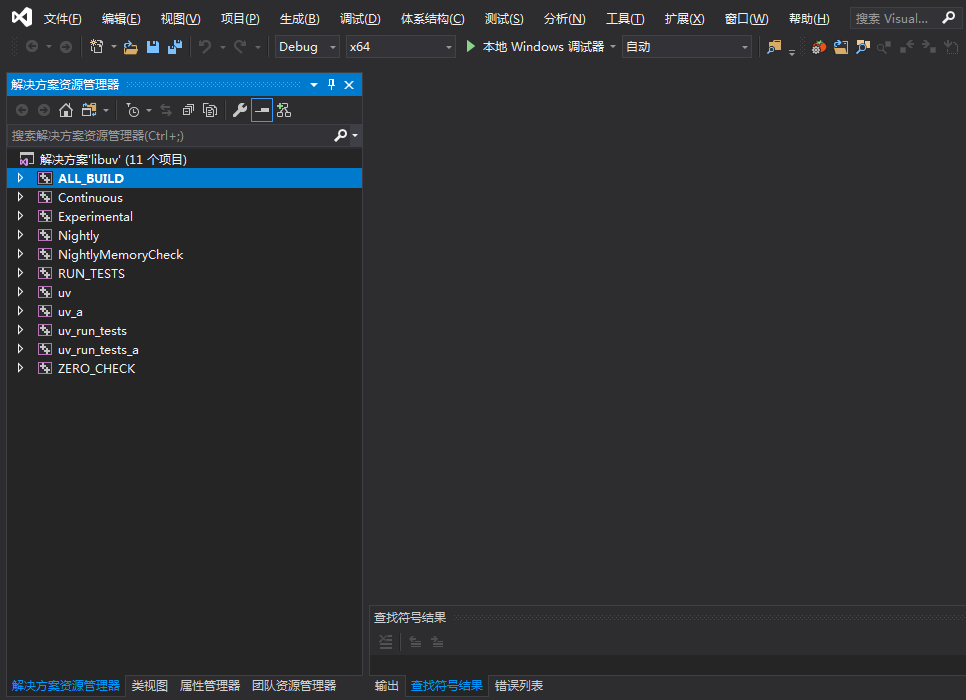 文件(F) 编辑(E) 视图(V) 项目(P) 生成(B) 调试(D) 体系结构(C) 测试(S) 分析(N) 工具(T) 扩展(X) 窗口(W) 帮助(H) 搜索 Visual...
Debug x64 本地 Windows 调试器 自动
解决方案资源管理器
搜索解决方案资源管理器(Ctrl+;)
解决方案'libuv' (11 个项目)
ALL_BUILD
Continuous
Experimental
Nightly
NightlyMemoryCheck
RUN_TESTS
uv
uv_a
uv_run_tests
uv_run_tests_a
ZERO_CHECK
查找符号结果
解决方案资源管理器 类视图 属性管理器 团队资源管理器 输出 查找符号结果 错误列表